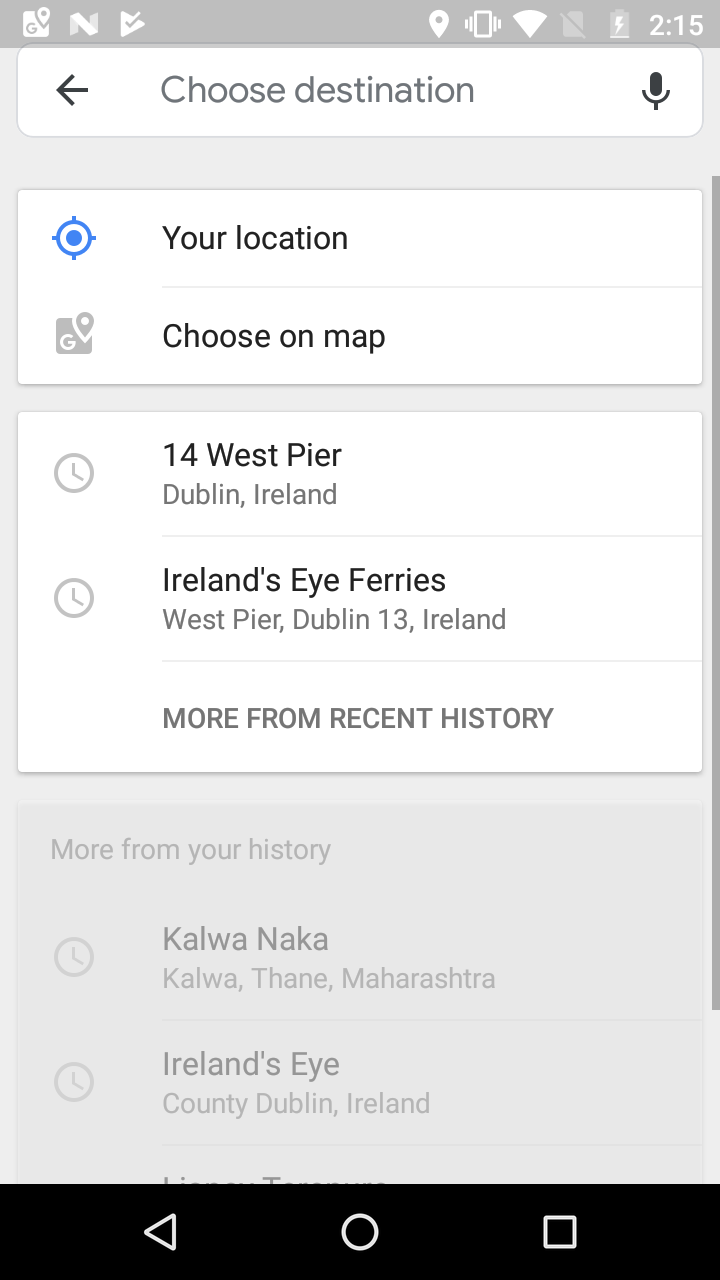 2:15
Choose destination
Your location
Choose on map
14 West Pier
Dublin, Ireland
Ireland's Eye Ferries
West Pier, Dublin 13, Ireland
MORE FROM RECENT HISTORY
More from your history
Kalwa Naka
Kalwa, Thane, Maharashtra
Ireland's Eye
County Dublin, Ireland